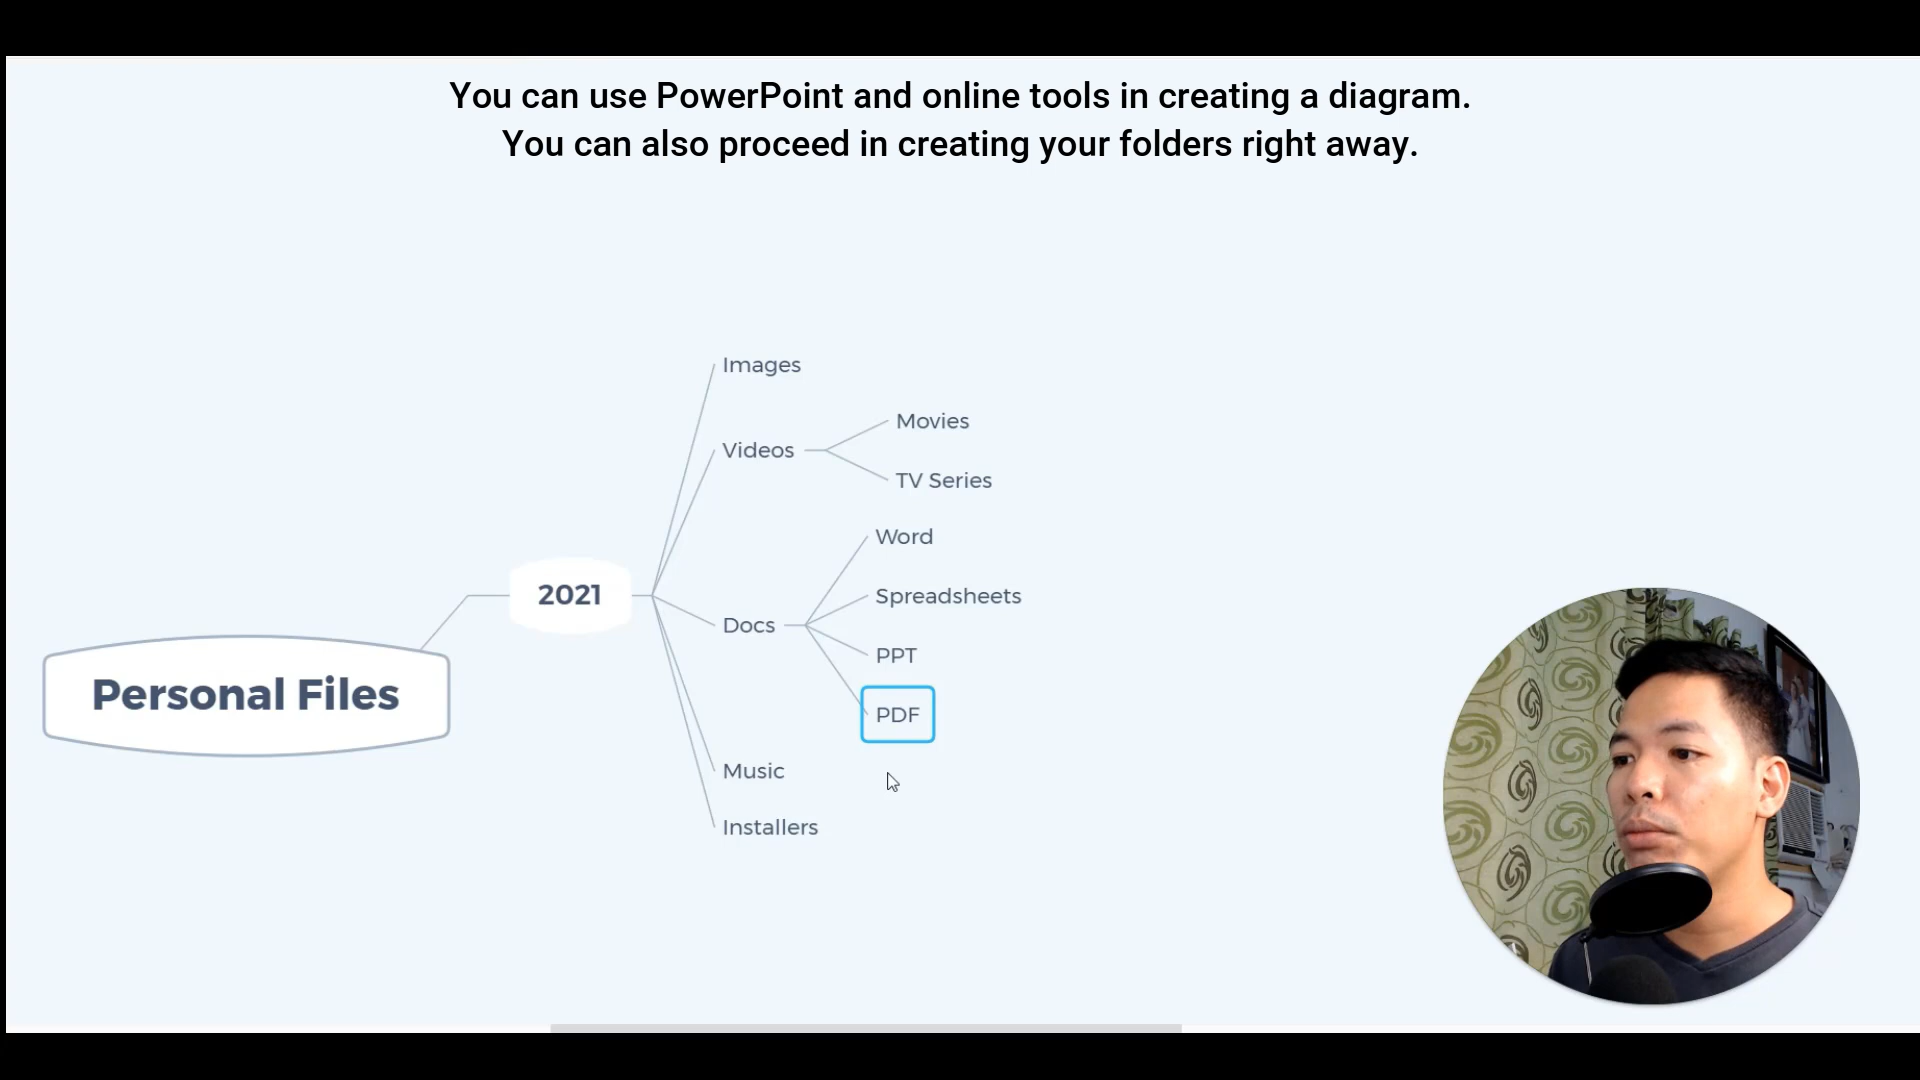 You can use PowerPoint and online tools in creating a diagram.
You can also proceed in creating your folders right away.
Images
Movies
Videos
TV Series
Word
2021
Spreadsheets
Docs
PPT
Personal Files
PDF
Music
Installers